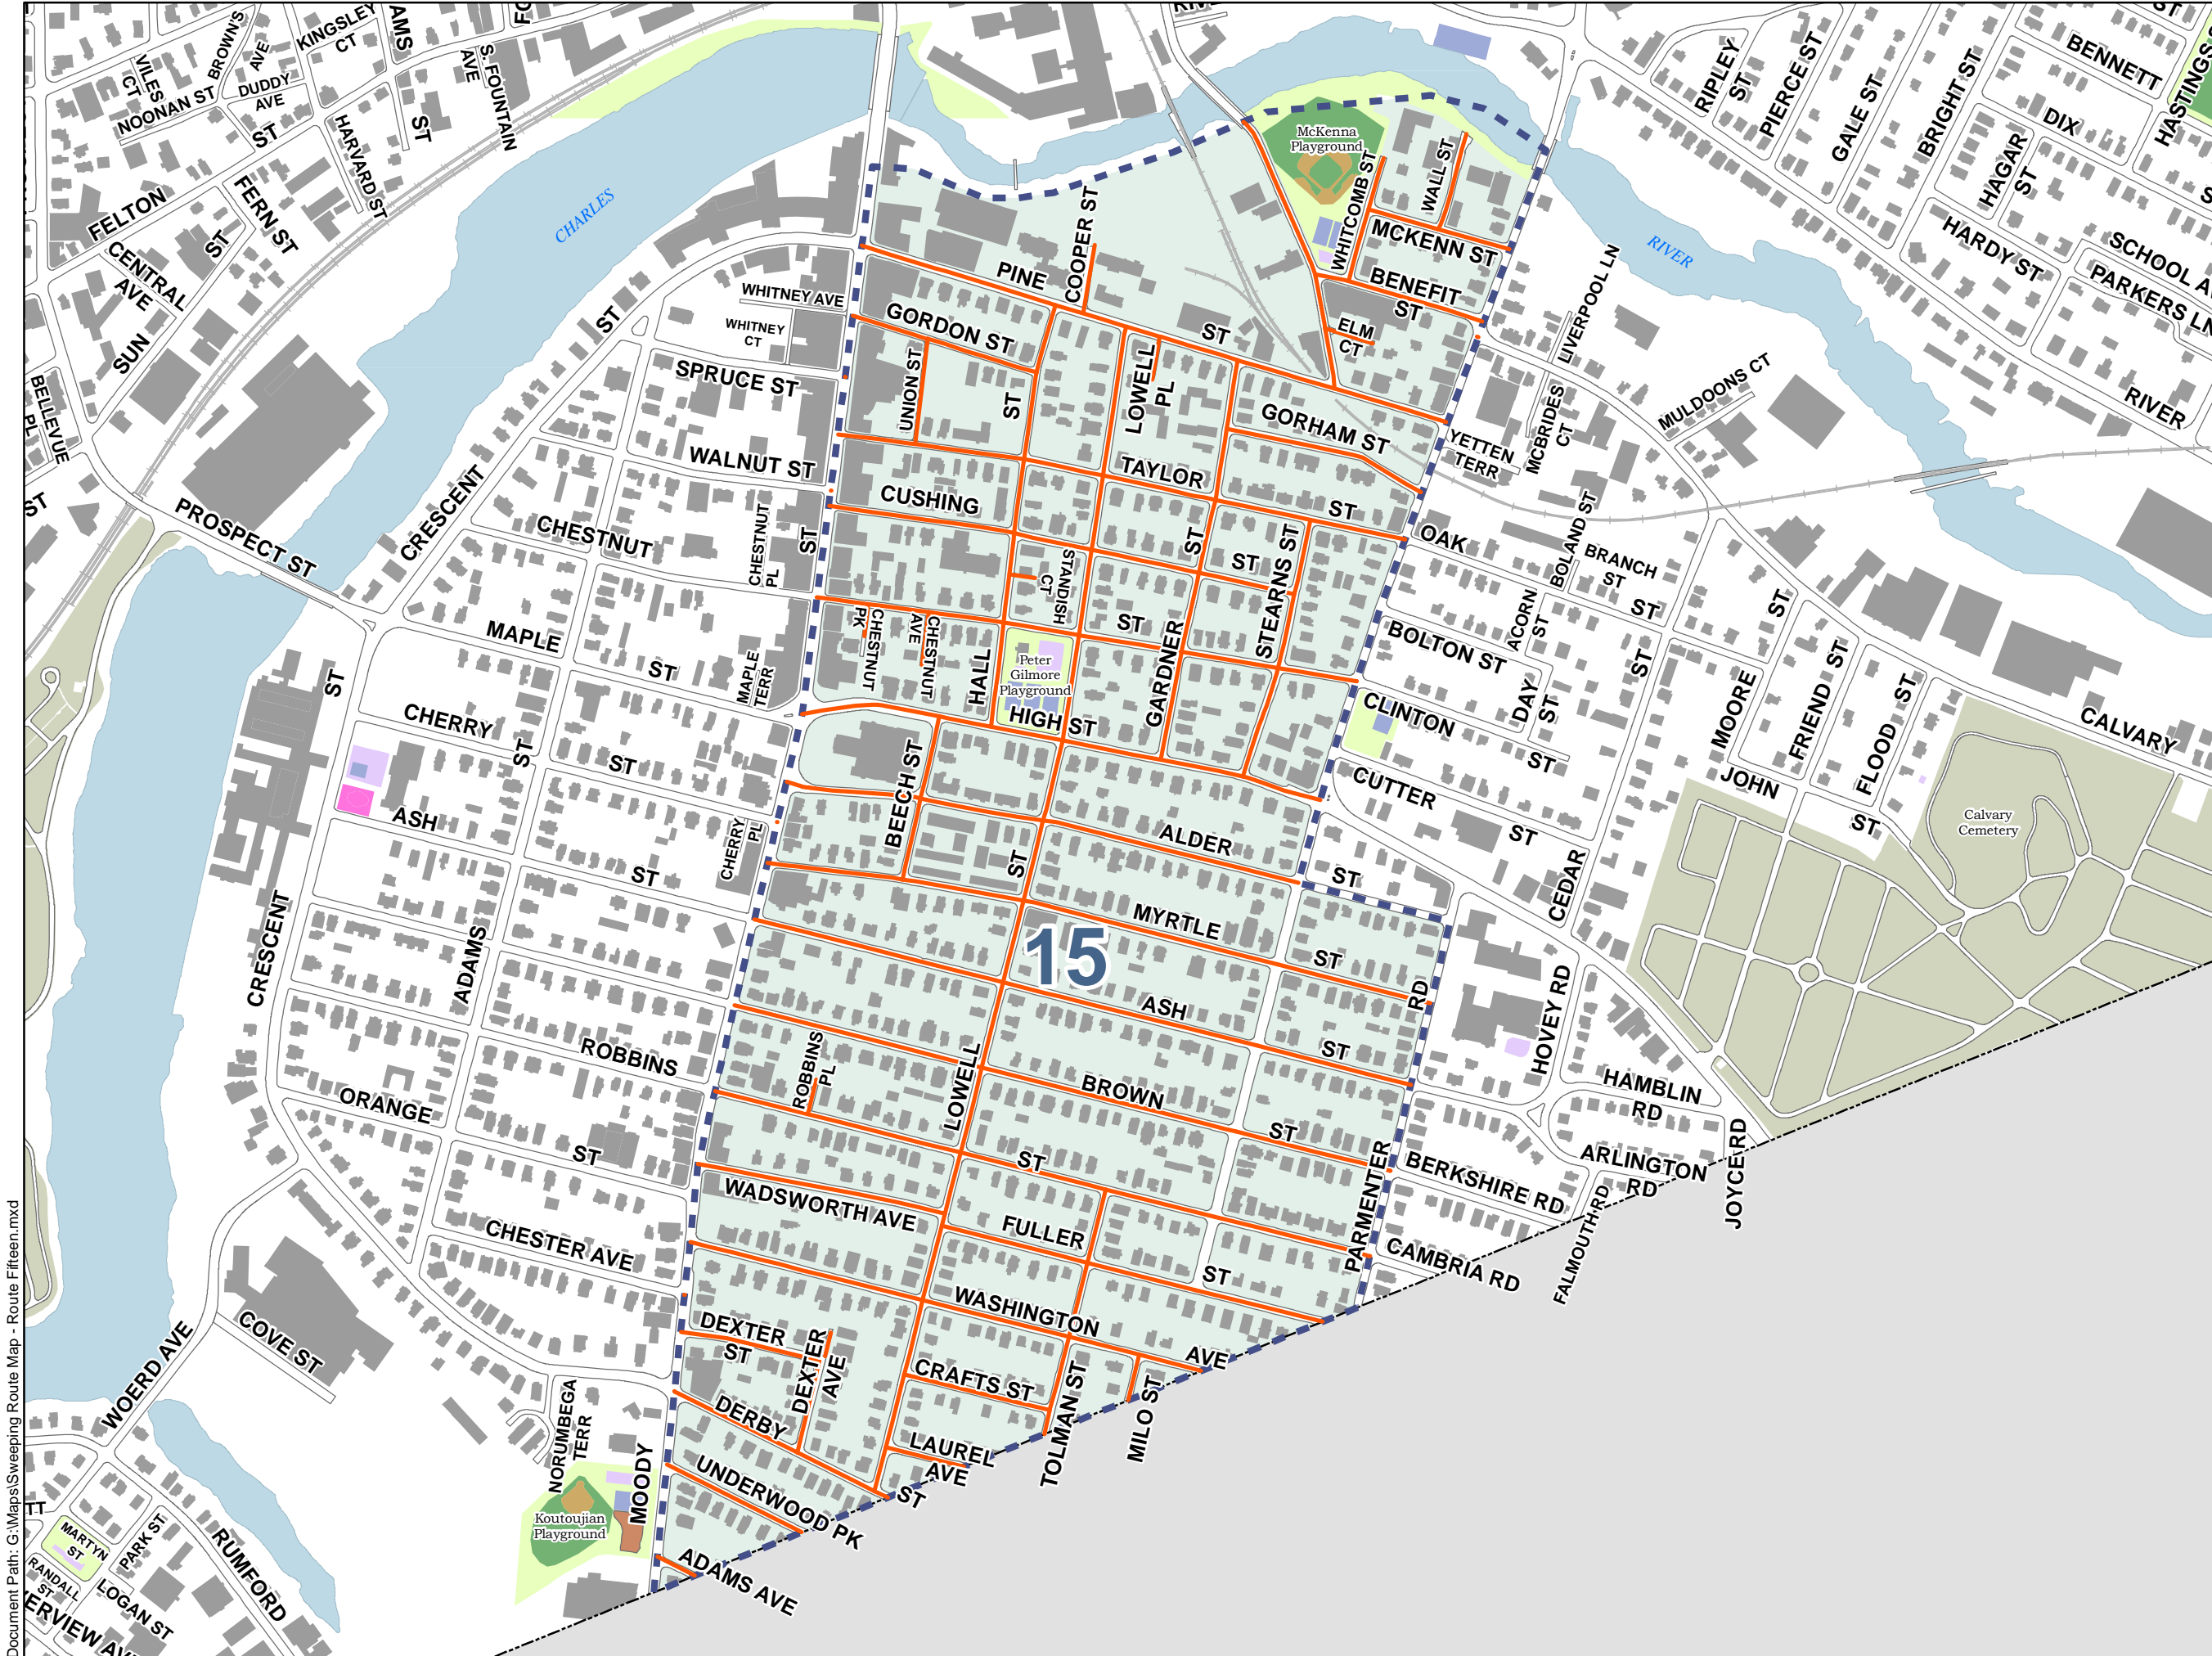 BROWN'S
AVE
KINGSLEY
CT
AMS
ST
S. FOUNTAIN
AVE
VILES
CT
NOONAN ST
DUDDY
AVE
ST
HARVARD ST
FELTON
FERN ST
CENTRAL
AVE
SUN
ST
BELLEVUE
PL
ST
PROSPECT ST
CHARLES
RIVER
CRESCENT
ST
WHITNEY AVE
WHITNEY
CT
SPRUCE ST
WALNUT ST
CHESTNUT
CHESTNUT
PL
ST
MAPLE
ST
MAPLE
TERR
CHERRY
ST
CHERRY
PL
ASH
ST
ST
ST
CRESCENT
ADAMS
ROBBINS
ORANGE
ST
CHESTER AVE
WOERD AVE
COVE ST
NORUMBEGA
TERR
MOODY
Koutoujian
Playground
RUMFORD
MARTYN
ST
PARK ST
RANDALL
ST
LOGAN ST
ERVIEW AV
TT
McKenna
Playground
WHITCOMB ST
WALL ST
MCKENN ST
BENEFIT
ST
ELM
CT
COOPER ST
PINE
ST
GORDON ST
UNION ST
ST
LOWELL
PL
GORHAM ST
TAYLOR
ST
CUSHING
ST
ST
STEARNS ST
STANDISH
CT
CHESTNUT
PK
CHESTNUT
AVE
HALL
Peter
Gilmore
Playground
ST
GARDNER
HIGH ST
BEECH ST
ST
ALDER
ST
MYRTLE
ST
15
ASH
ST
BROWN
ST
RD
PARMENTER
ROBBINS
PL
LOWELL
ST
WADSWORTH AVE
FULLER
ST
WASHINGTON
AVE
DEXTER
ST
DEXTER
AVE
CRAFTS ST
TOLMAN ST
MILO ST
DERBY
ST
LAUREL
AVE
UNDERWOOD PK
ADAMS AVE
RIPLEY
ST
PIERCE ST
GALE ST
BRIGHT ST
BENNETT
ST
DIX
HASTINGS
HAGAR
ST
HARDY ST
SCHOOL A
PARKERS LN
RIVER
LIVERPOOL LN
MULDOONS CT
MCBRIDES
CT
YETTEN
TERR
OAK
ST
BOLAND ST
BRANCH
ST
ACORN
ST
BOLTON ST
DAY
ST
CLINTON
ST
CUTTER
ST
CEDAR
ST
MOORE
ST
FRIEND ST
FLOOD ST
JOHN
ST
CALVARY
Calvary
Cemetery
HOVEY RD
HAMBLIN
RD
ARLINGTON
RD
JOYCE RD
BERKSHIRE RD
FALMOUTH RD
CAMBRIA RD
Document Path: G:\Maps\Sweeping Route Map - Route Fifteen.mxd